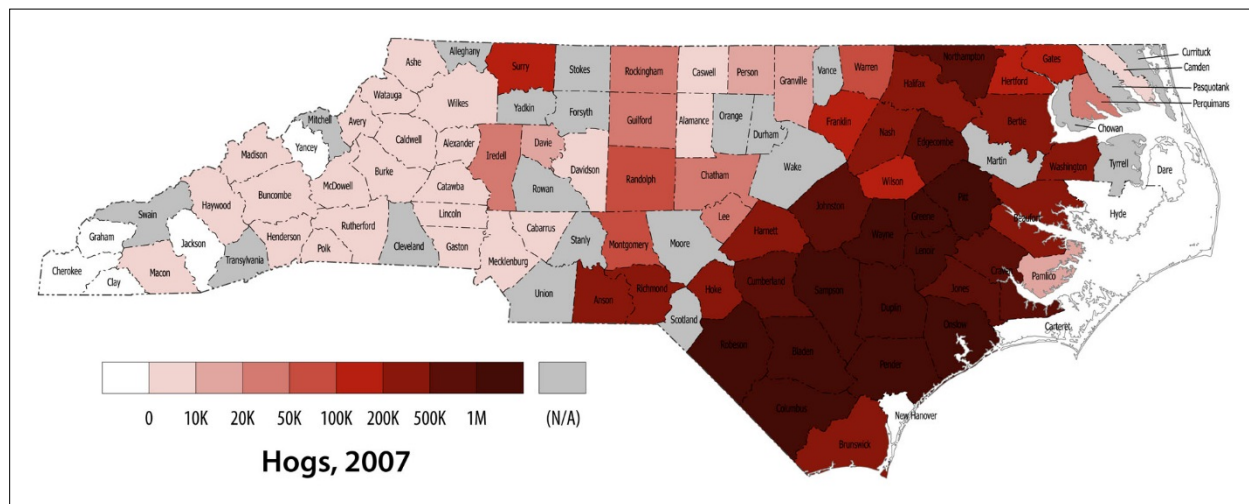 Ashe
Alleghany
Surry
Stokes
Rockingham
Caswell
Person
Granville
Vance
Warren
Northampton
Gates
Hertford
Halifax
Currituck
Camden
Pasquotank
Perquimans
Chowan
Watauga
Wilkes
Yadkin
Forsyth
Guilford
Alamance
Orange
Durham
Franklin
Nash
Edgecombe
Bertie
Martin
Washington
Tyrrell
Dare
Mitchell
Avery
Yancey
Caldwell
Alexander
Iredell
Davie
Davidson
Randolph
Chatham
Wake
Wilson
Pitt
Beaufort
Hyde
Madison
Buncombe
McDowell
Burke
Catawba
Rowan
Lee
Johnston
Greene
Wayne
Lenoir
Haywood
Swain
Graham
Jackson
Henderson
Polk
Rutherford
Cleveland
Lincoln
Gaston
Cabarrus
Mecklenburg
Stanly
Montgomery
Moore
Harnett
Pamlico
Cherokee
Clay
Macon
Transylvania
Union
Anson
Richmond
Hoke
Scotland
Cumberland
Sampson
Duplin
Jones
Onslow
Carteret
Robeson
Bladen
Pender
Columbus
New Hanover
Brunswick
0 10K 20K 50K 100K 200K 500K 1M (N/A)
Hogs, 2007